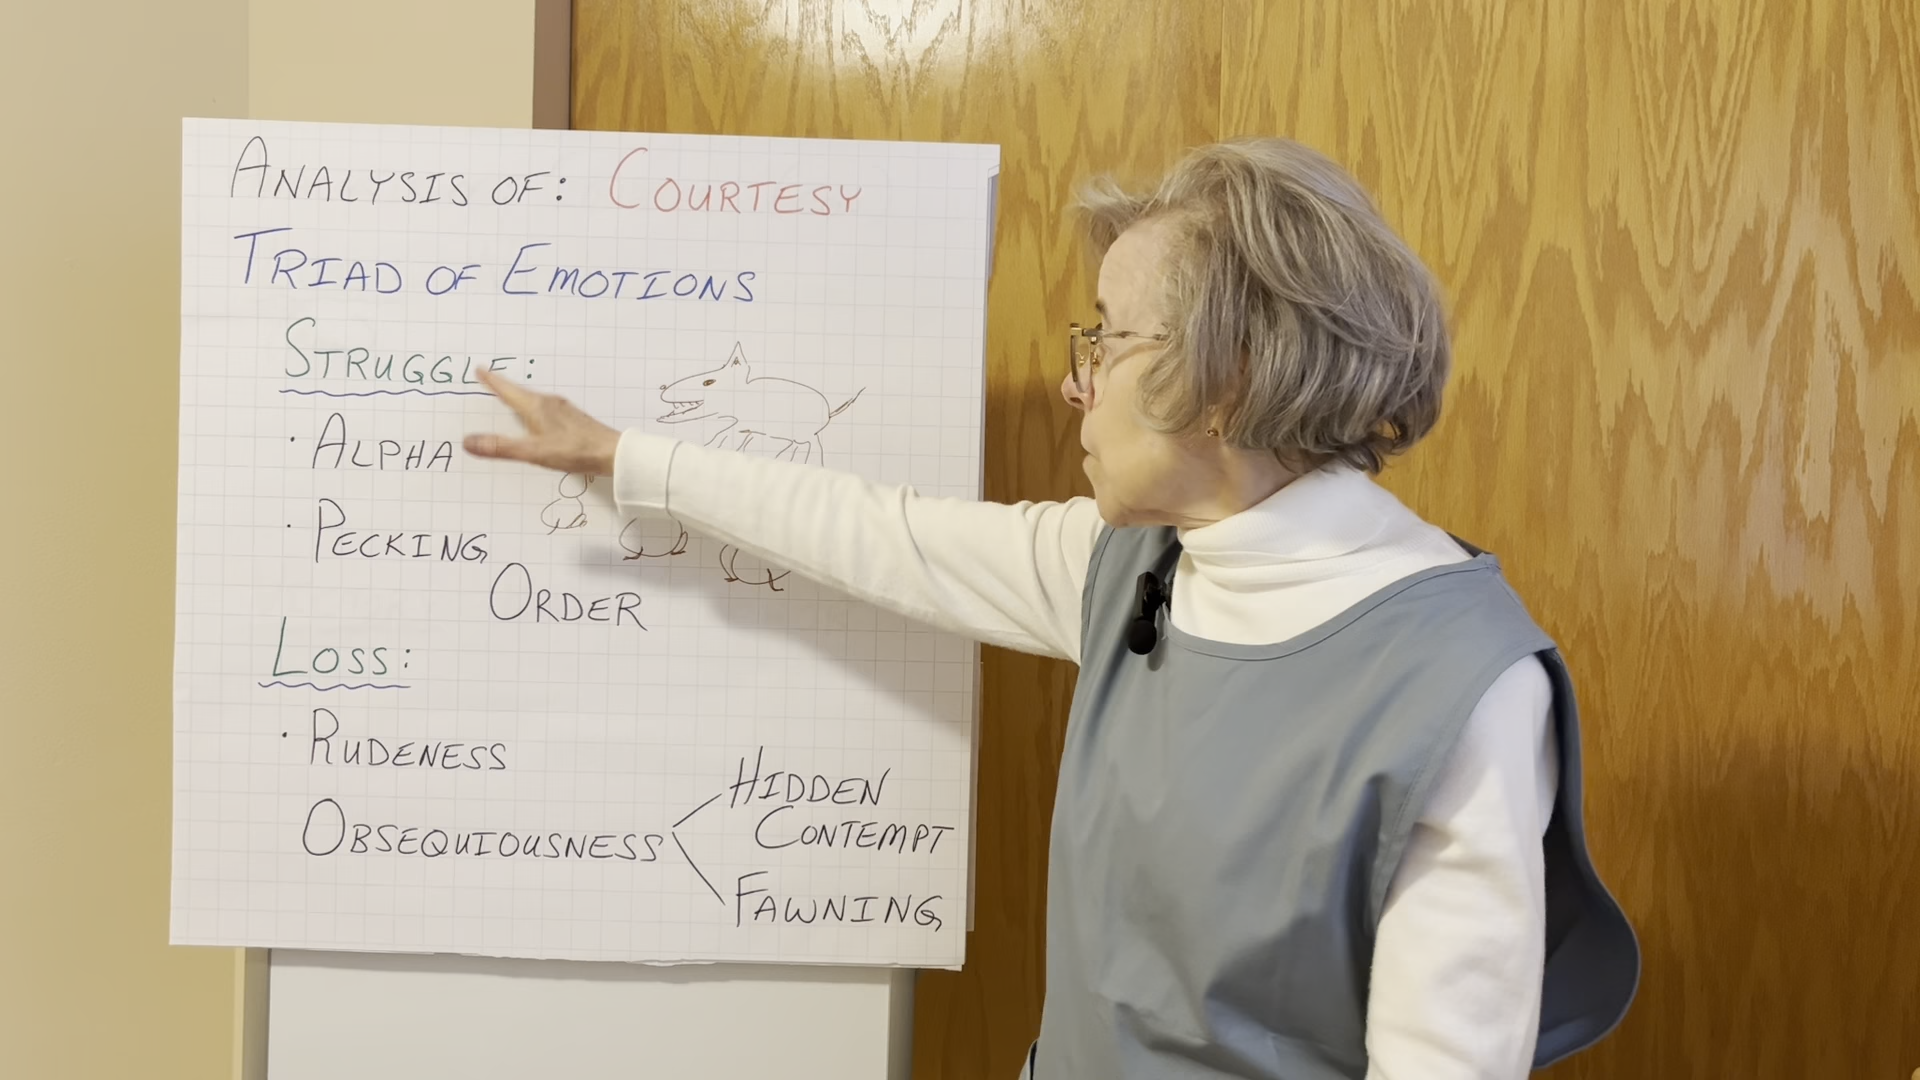 ANALYSIS OF: COURTESY
TRIAD OF EMOTIONS
STRUGGLE:
· ALPHA
· PECKING
ORDER
LOSS:
· RUDENESS
OBSEQUIOUSNESS
HIDDEN
CONTEMPT
FAWNING